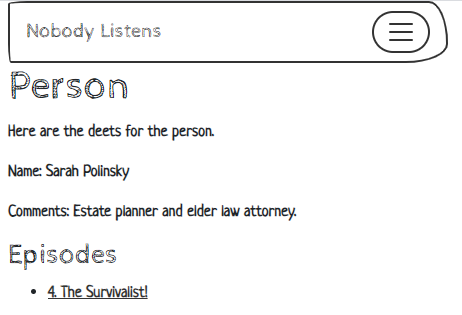 Nobody Listens
Person
Here are the deets for the person.
Name: Sarah Polinsky
Comments: Estate planner and elder law attorney.
Episodes
4. The Survivalist!